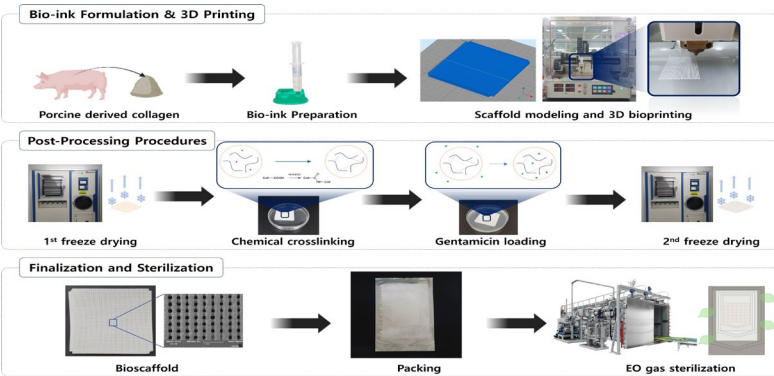 Bio-ink Formulation & 3D Printing
Porcine derived collagen
Bio-ink Preparation
Scaffold modeling and 3D bioprinting
Post-Processing Procedures
1st freeze drying
Chemical crosslinking
Gentamicin loading
2nd freeze drying
Finalization and Sterilization
Bioscaffold
Packing
EO gas sterilization